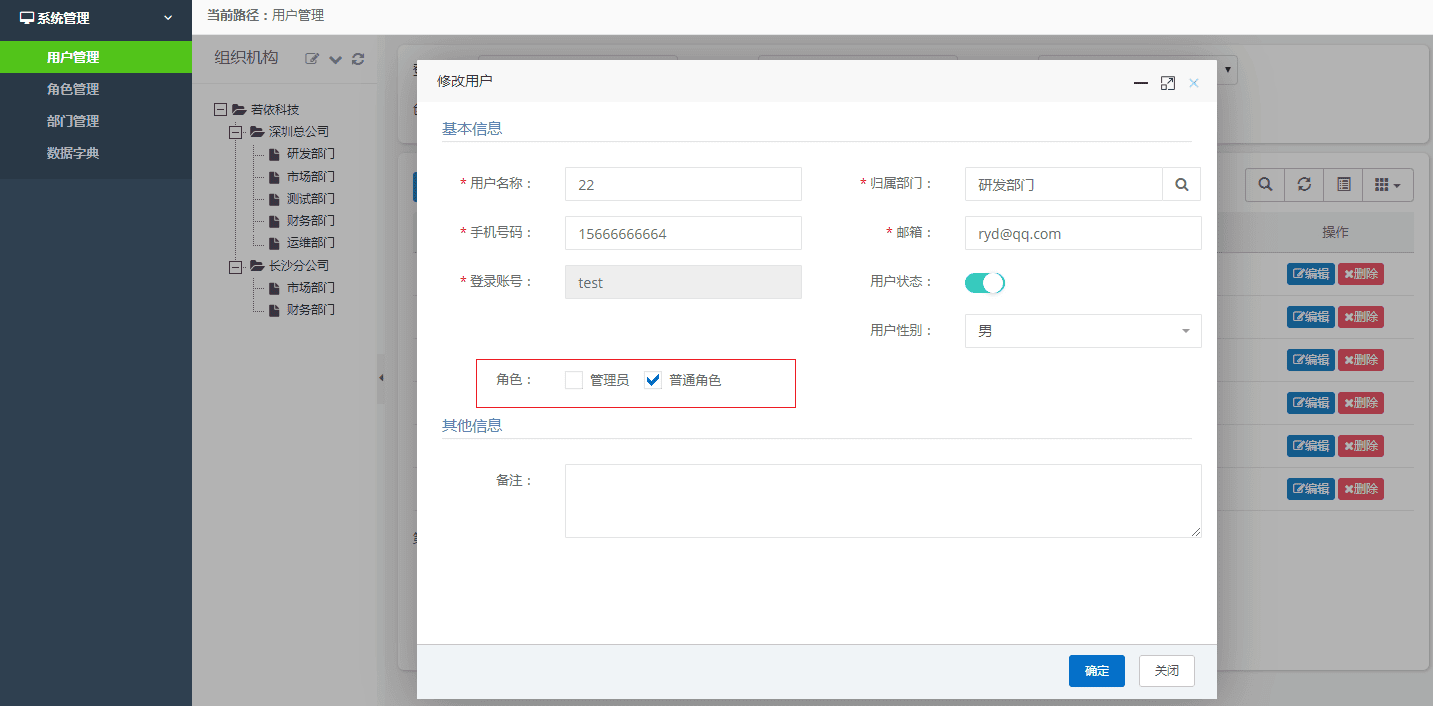 系统管理
用户管理
角色管理
部门管理
数据字典
当前路径：用户管理
组织机构
若依科技
深圳总公司
研发部门
市场部门
测试部门
财务部门
运维部门
长沙分公司
市场部门
财务部门
修改用户
基本信息
* 用户名称： 22
* 归属部门： 研发部门
* 手机号码： 15666666664
* 邮箱： ryd@qq.com
* 登录账号： test
用户状态：
用户性别： 男
角色： 管理员 普通角色
其他信息
备注：
确定 关闭
操作
编辑 删除
编辑 删除
编辑 删除
编辑 删除
编辑 删除
编辑 删除